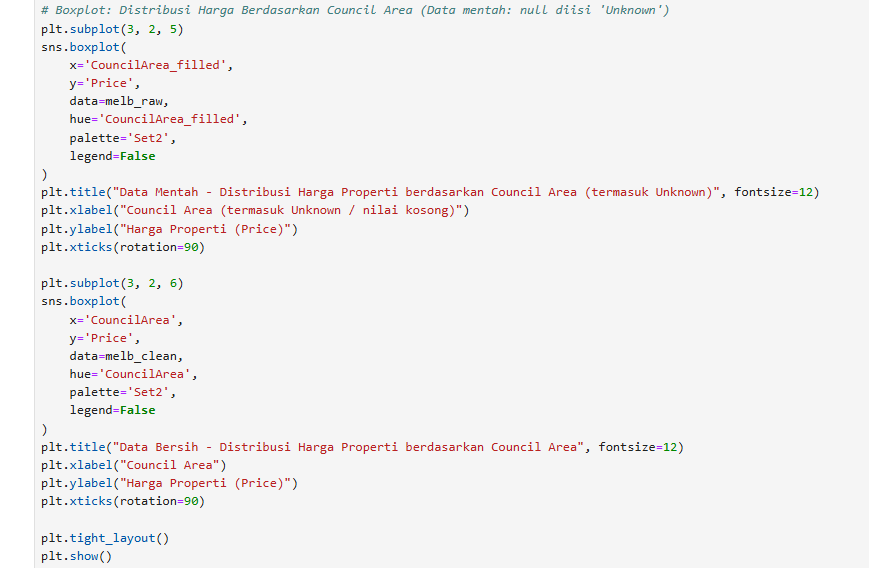 # Boxplot: Distribusi Harga Berdasarkan Council Area (Data mentah: null diisi 'Unknown')
plt.subplot(3, 2, 5)
sns.boxplot(
    x='CouncilArea_filled',
    y='Price',
    data=melb_raw,
    hue='CouncilArea_filled',
    palette='Set2',
    legend=False
)
plt.title("Data Mentah - Distribusi Harga Properti berdasarkan Council Area (termasuk Unknown)", fontsize=12)
plt.xlabel("Council Area (termasuk Unknown / nilai kosong)")
plt.ylabel("Harga Properti (Price)")
plt.xticks(rotation=90)

plt.subplot(3, 2, 6)
sns.boxplot(
    x='CouncilArea',
    y='Price',
    data=melb_clean,
    hue='CouncilArea',
    palette='Set2',
    legend=False
)
plt.title("Data Bersih - Distribusi Harga Properti berdasarkan Council Area", fontsize=12)
plt.xlabel("Council Area")
plt.ylabel("Harga Properti (Price)")
plt.xticks(rotation=90)

plt.tight_layout()
plt.show()